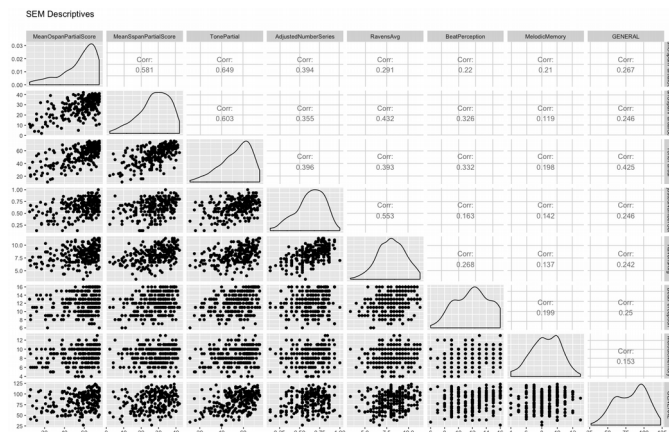 SEM Descriptives
MeanOspanPartialScore MeanSspanPartialScore TonePartial AdjustedNumberSeries RavensAvg BeatPerception MelodicMemory GENERAL
0.03
0.02
0.01
0.00
Corr: Corr: Corr: Corr: Corr: Corr: Corr:
0.581 0.649 0.394 0.291 0.22 0.21 0.267
40
30
20
10
0
Corr: Corr: Corr: Corr: Corr: Corr:
0.603 0.355 0.432 0.326 0.119 0.246
60
40
20
Corr: Corr: Corr: Corr: Corr:
0.396 0.393 0.332 0.198 0.425
1.00
0.75
0.50
0.25
Corr: Corr: Corr: Corr:
0.553 0.163 0.142 0.246
10.0
7.5
5.0
Corr: Corr: Corr:
0.268 0.137 0.242
16
14
12
10
8
6
Corr: Corr:
0.199 0.25
12
10
8
6
4
Corr:
0.153
125
100
75
50
25